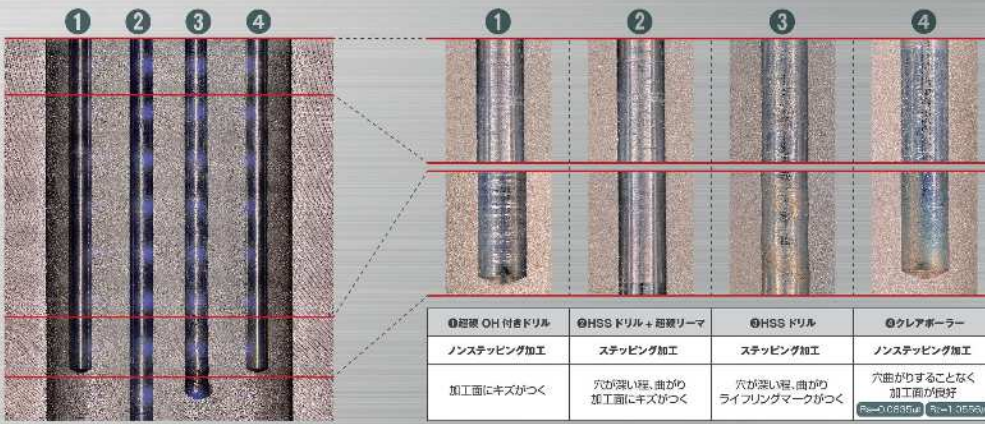 ❶ ❷ ❸ ❹
❶ ❷ ❸ ❹
❶超硬 OH 付きドリル ❷HSS ドリル + 超硬リーマ ❸HSS ドリル ❹クレアボーラー
ノンステッピング加工 ステッピング加工 ステッピング加工 ノンステッピング加工
加工面にキズがつく
穴が深い程、曲がり
加工面にキズがつく
穴が深い程、曲がり
ライフリングマークがつく
穴曲がりすることなく
加工面が良好